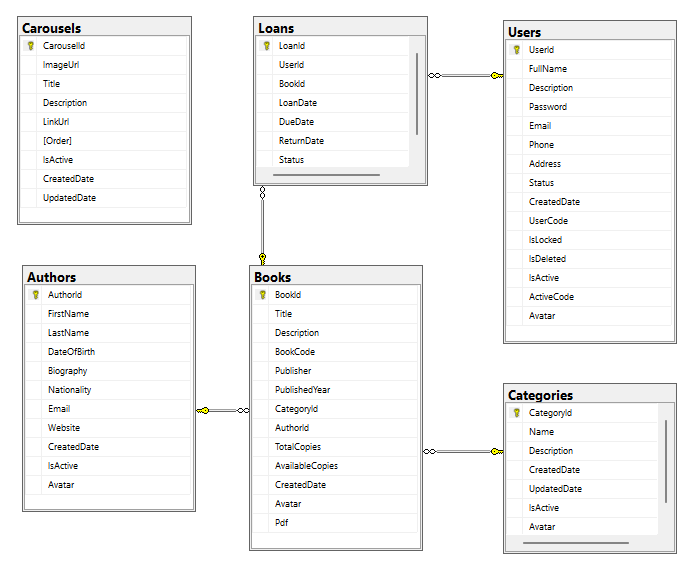 Carousels
CarouselId
ImageUrl
Title
Description
LinkUrl
[Order]
IsActive
CreatedDate
UpdatedDate
Loans
LoanId
UserId
BookId
LoanDate
DueDate
ReturnDate
Status
Users
UserId
FullName
Description
Password
Email
Phone
Address
Status
CreatedDate
UserCode
IsLocked
IsDeleted
IsActive
ActiveCode
Avatar
Authors
AuthorId
FirstName
LastName
DateOfBirth
Biography
Nationality
Email
Website
CreatedDate
IsActive
Avatar
Books
BookId
Title
Description
BookCode
Publisher
PublishedYear
CategoryId
AuthorId
TotalCopies
AvailableCopies
CreatedDate
Avatar
Pdf
Categories
CategoryId
Name
Description
CreatedDate
UpdatedDate
IsActive
Avatar